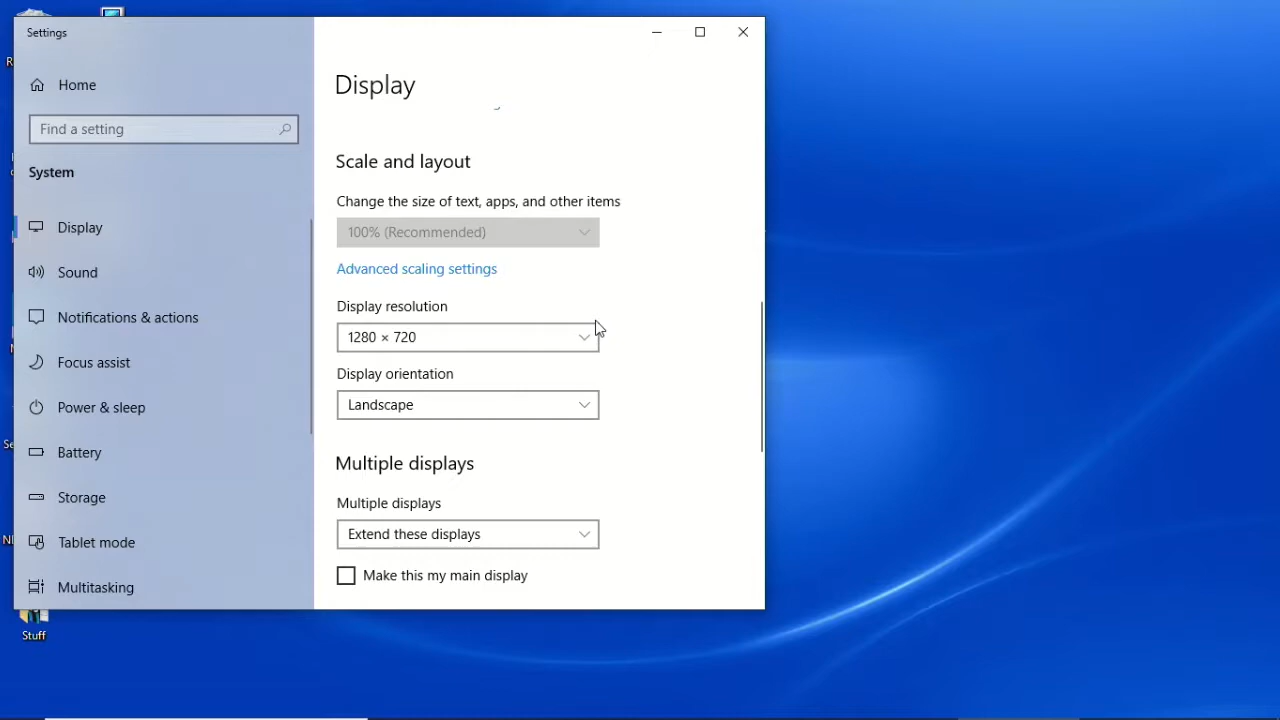 Settings
Home
Find a setting
System
Display
Sound
Notifications & actions
Focus assist
Power & sleep
Battery
Storage
Tablet mode
Multitasking
Display
Scale and layout
Change the size of text, apps, and other items
100% (Recommended)
Advanced scaling settings
Display resolution
1280 × 720
Display orientation
Landscape
Multiple displays
Multiple displays
Extend these displays
Make this my main display
Stuff